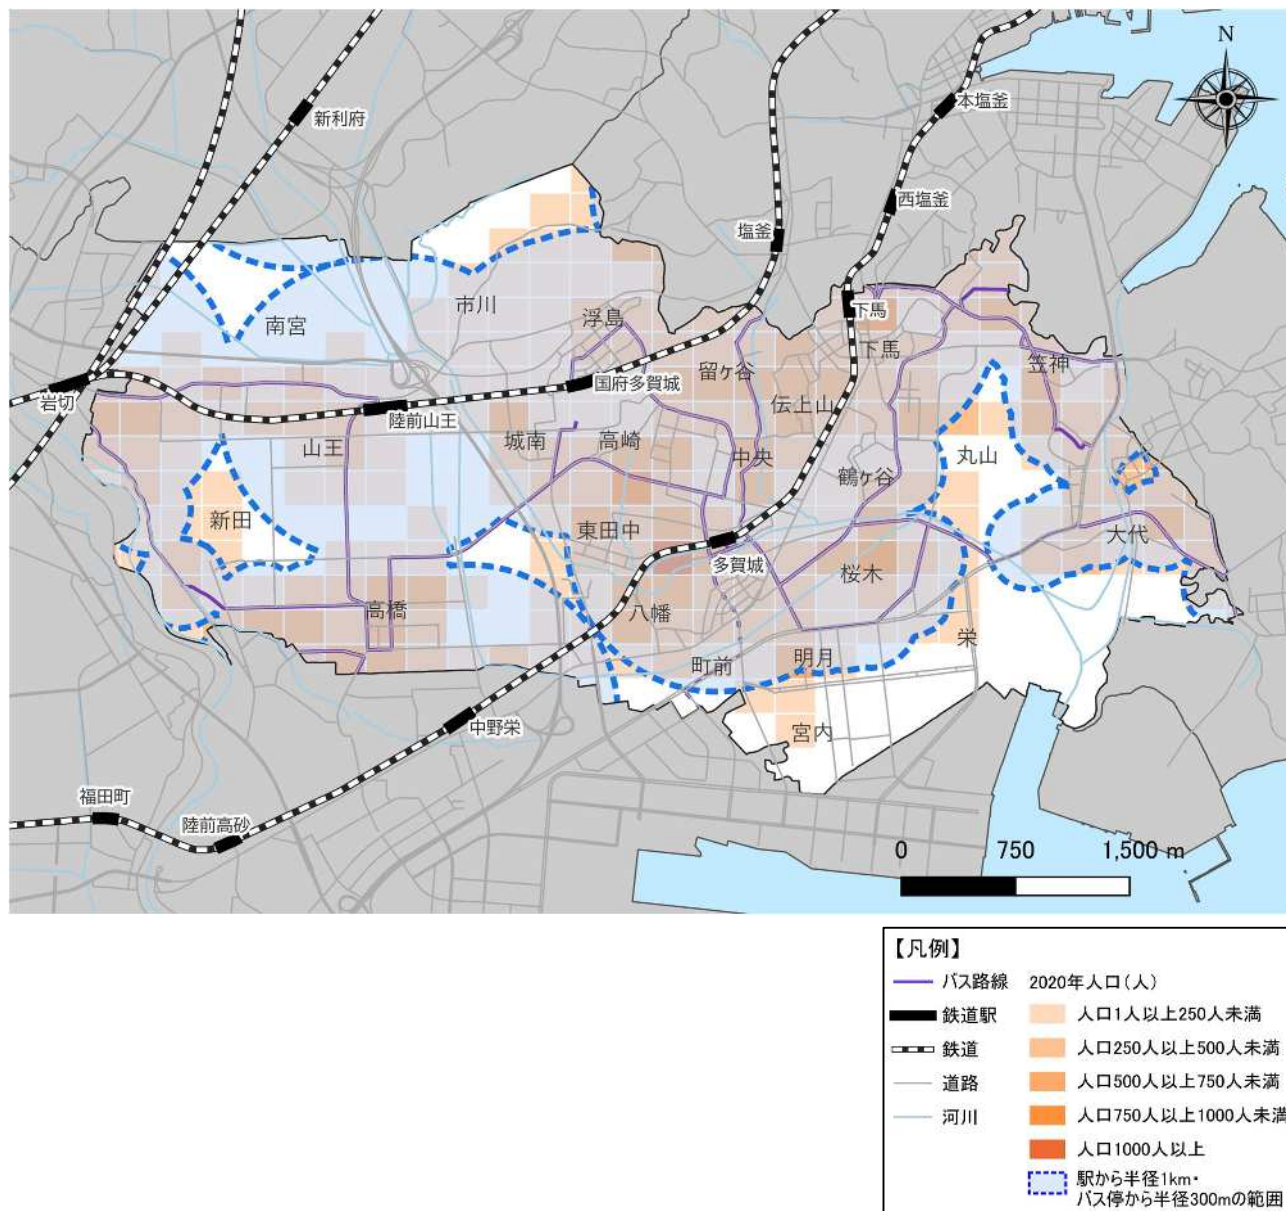 N
本塩釜
新利府
西塩釜
塩釜
市川
下馬
南宮
浮島
下馬
笠神
留ケ谷
国府多賀城
岩切
陸前山王
伝上山
城南
高崎
山王
中央
丸山
鶴ケ谷
新田
東田中
大代
多賀城
桜木
高橋
八幡
栄
町前
明月
中野栄
宮内
福田町
陸前高砂
0 750 1,500 m
【凡例】
バス路線 2020年人口(人)
鉄道駅 人口1人以上250人未満
鉄道 人口250人以上500人未満
道路 人口500人以上750人未満
河川 人口750人以上1000人未満
人口1000人以上
駅から半径1km・
バス停から半径300mの範囲